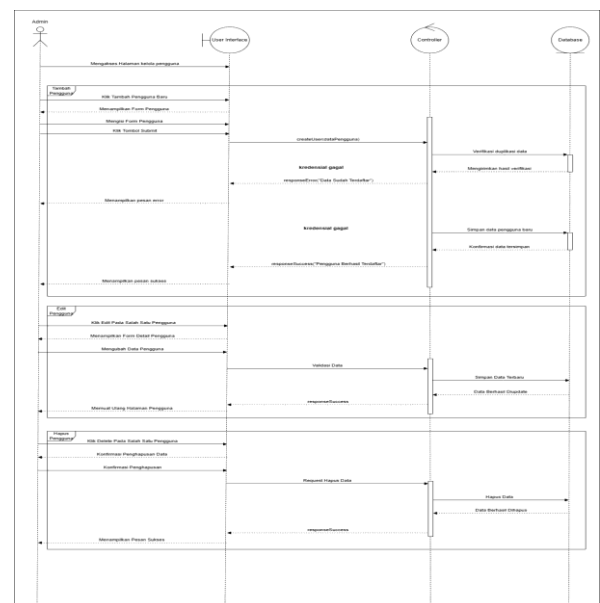 Admin
User Interface
Controller
Database
Mengakses Halaman kelola pengguna
Tambah
Pengguna
Klik Tambah Pengguna Baru
Menampilkan Form Pengguna
Mengisi Form Pengguna
Klik Tombol Submit
createUser(dataPengguna)
Verifikasi duplikasi data
kredensial gagal
Mengirimkan hasil verifikasi
responseError("Data Sudah Terdaftar")
Menampilkan pesan error
kredensial gagal
Simpan data pengguna baru
Konfirmasi data tersimpan
responseSuccess("Pengguna Berhasil Terdaftar")
Menampilkan pesan sukses
Edit
Pengguna
Klik Edit Pada Salah Satu Pengguna
Menampilkan Form Detail Pengguna
Mengubah Data Pengguna
Validasi Data
Simpan Data Terbaru
Data Berhasil Diupdate
responseSuccess
Memuat Ulang Halaman Pengguna
Hapus
Pengguna
Klik Delete Pada Salah Satu Pengguna
Konfirmasi Penghapusan Data
Konfirmasi Penghapusan
Request Hapus Data
Hapus Data
Data Berhasil Dihapus
responseSuccess
Menampilkan Pesan Sukses